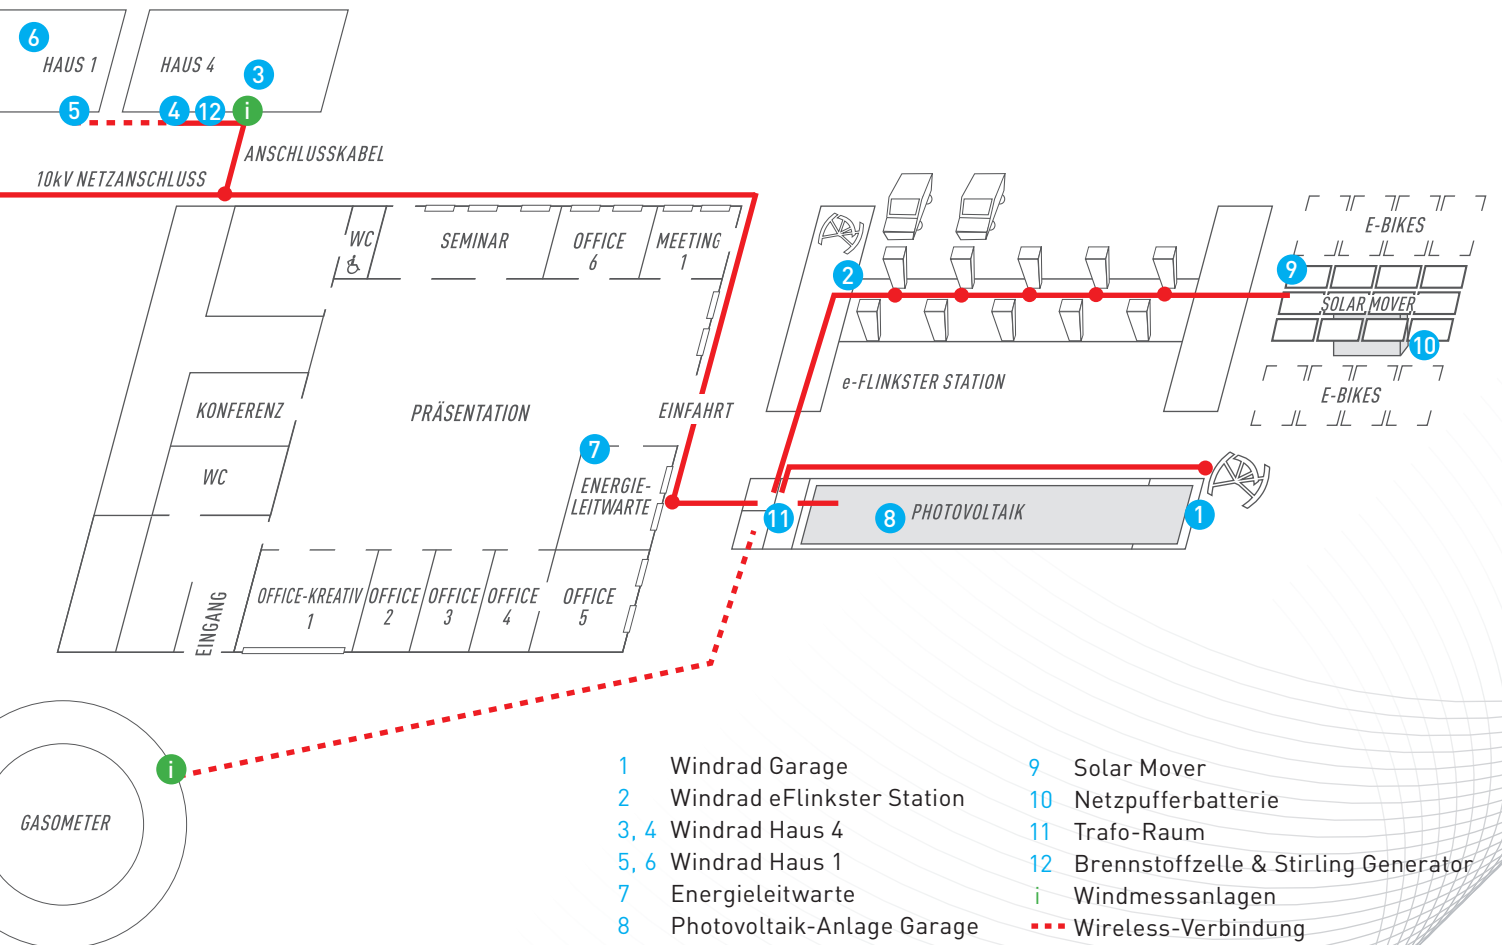 6
HAUS 1
HAUS 4
3
5
4
12
i
ANSCHLUSSKABEL
10kV NETZANSCHLUSS
WC
SEMINAR
OFFICE
6
MEETING
1
2
E-BIKES
9
SOLAR MOVER
10
e-FLINKSTER STATION
E-BIKES
KONFERENZ
PRÄSENTATION
EINFAHRT
7
WC
ENERGIE-
LEITWARTE
11
8
PHOTOVOLTAIK
1
EINGANG
OFFICE-KREATIV
1
OFFICE
2
OFFICE
3
OFFICE
4
OFFICE
5
i
GASOMETER
1 Windrad Garage
2 Windrad eFlinkster Station
3, 4 Windrad Haus 4
5, 6 Windrad Haus 1
7 Energieleitwarte
8 Photovoltaik-Anlage Garage
9 Solar Mover
10 Netzpufferbatterie
11 Trafo-Raum
12 Brennstoffzelle & Stirling Generator
i Windmessanlagen
Wireless-Verbindung